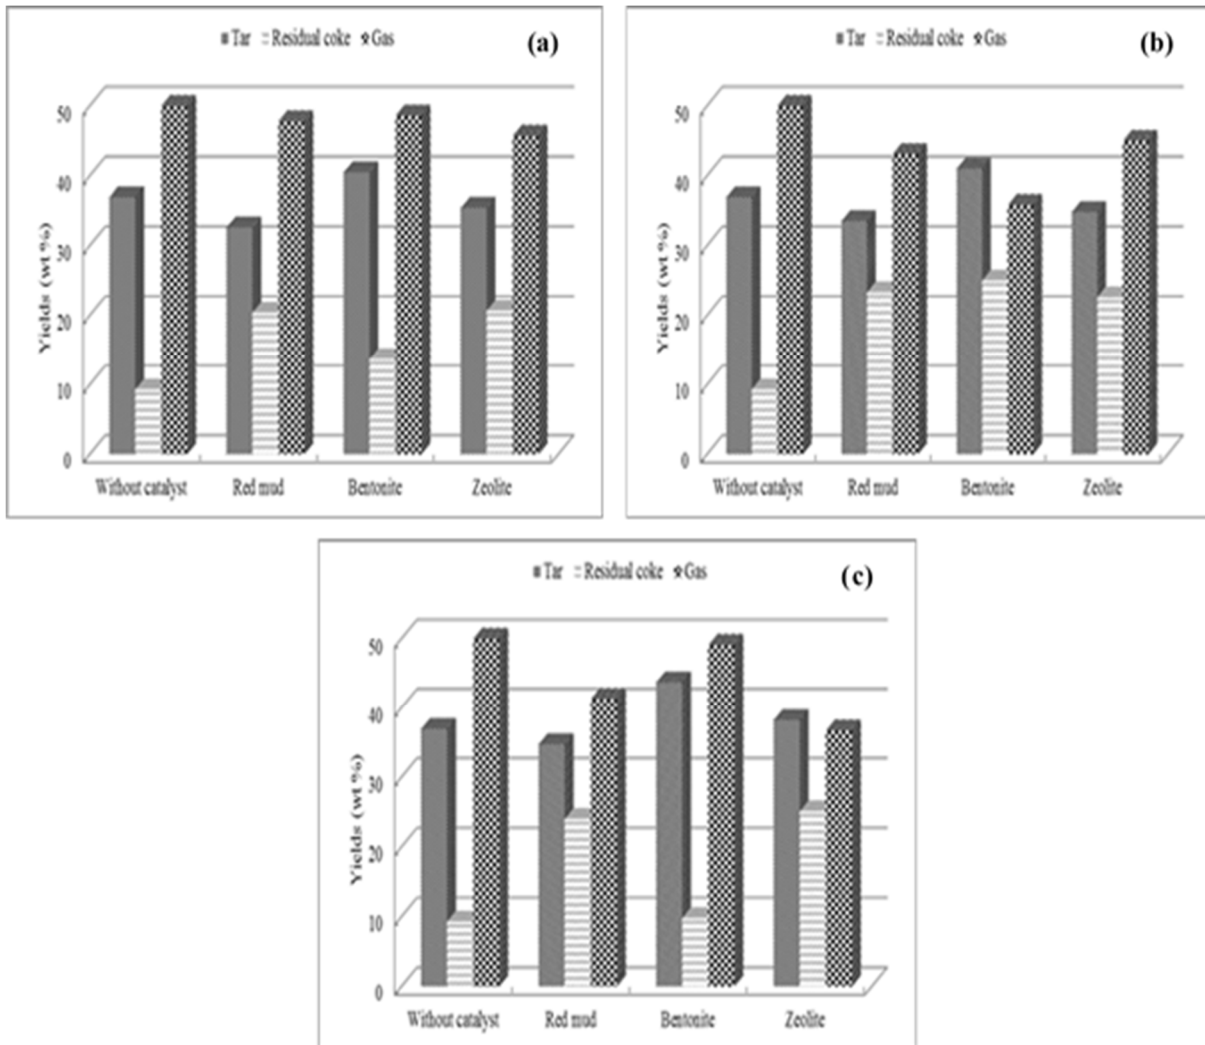 Tar Residual coke Gas (a)
50
40
30
20
10
0
Yields (wt %)
Without catalyst Red mud Bentonite Zeolite
Tar Residual coke Gas (b)
50
40
30
20
10
0
Yields (wt %)
Without catalyst Red mud Bentonite Zeolite
Tar Residual coke Gas (c)
50
40
30
20
10
0
Yields (wt %)
Without catalyst Red mud Bentonite Zeolite